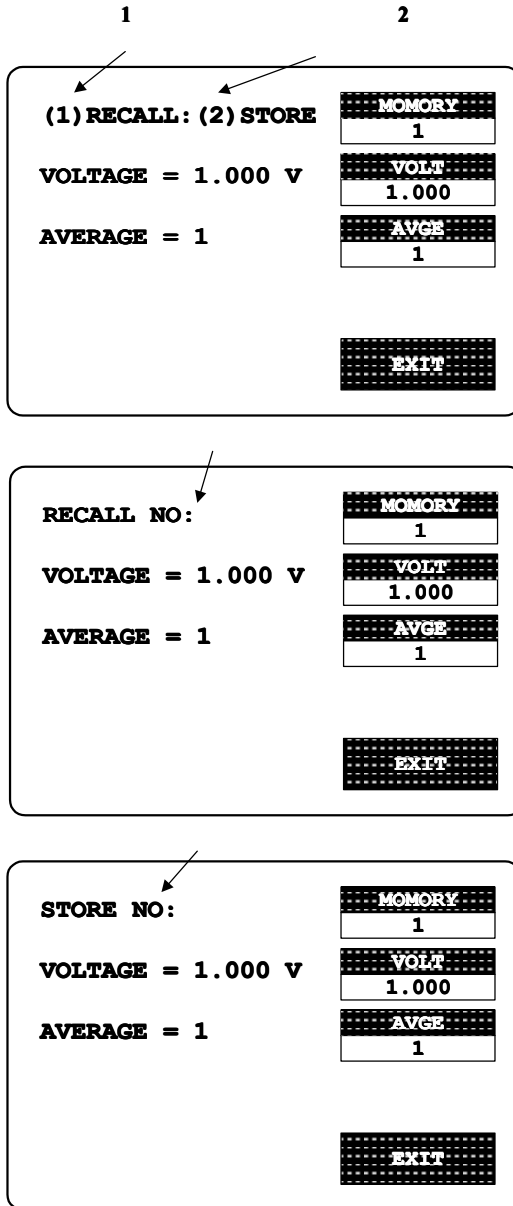 1 2
(1)RECALL:(2)STORE
MOMORY
1
VOLTAGE = 1.000 V
VOLT
1.000
AVERAGE = 1
AVGE
1
EXIT
RECALL NO:
MOMORY
1
VOLTAGE = 1.000 V
VOLT
1.000
AVERAGE = 1
AVGE
1
EXIT
STORE NO:
MOMORY
1
VOLTAGE = 1.000 V
VOLT
1.000
AVERAGE = 1
AVGE
1
EXIT